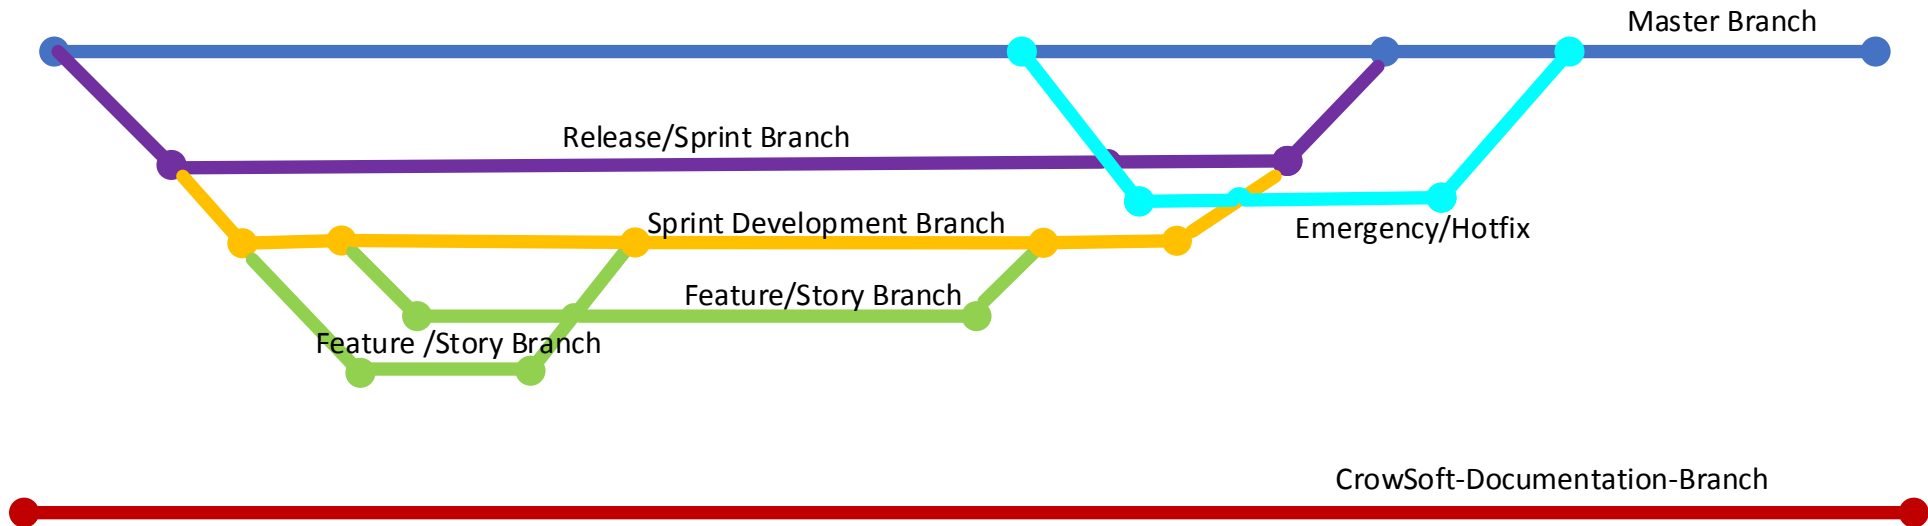 Master Branch
Release/Sprint Branch
Sprint Development Branch
Emergency/Hotfix
Feature/Story Branch
Feature /Story Branch
CrowSoft-Documentation-Branch